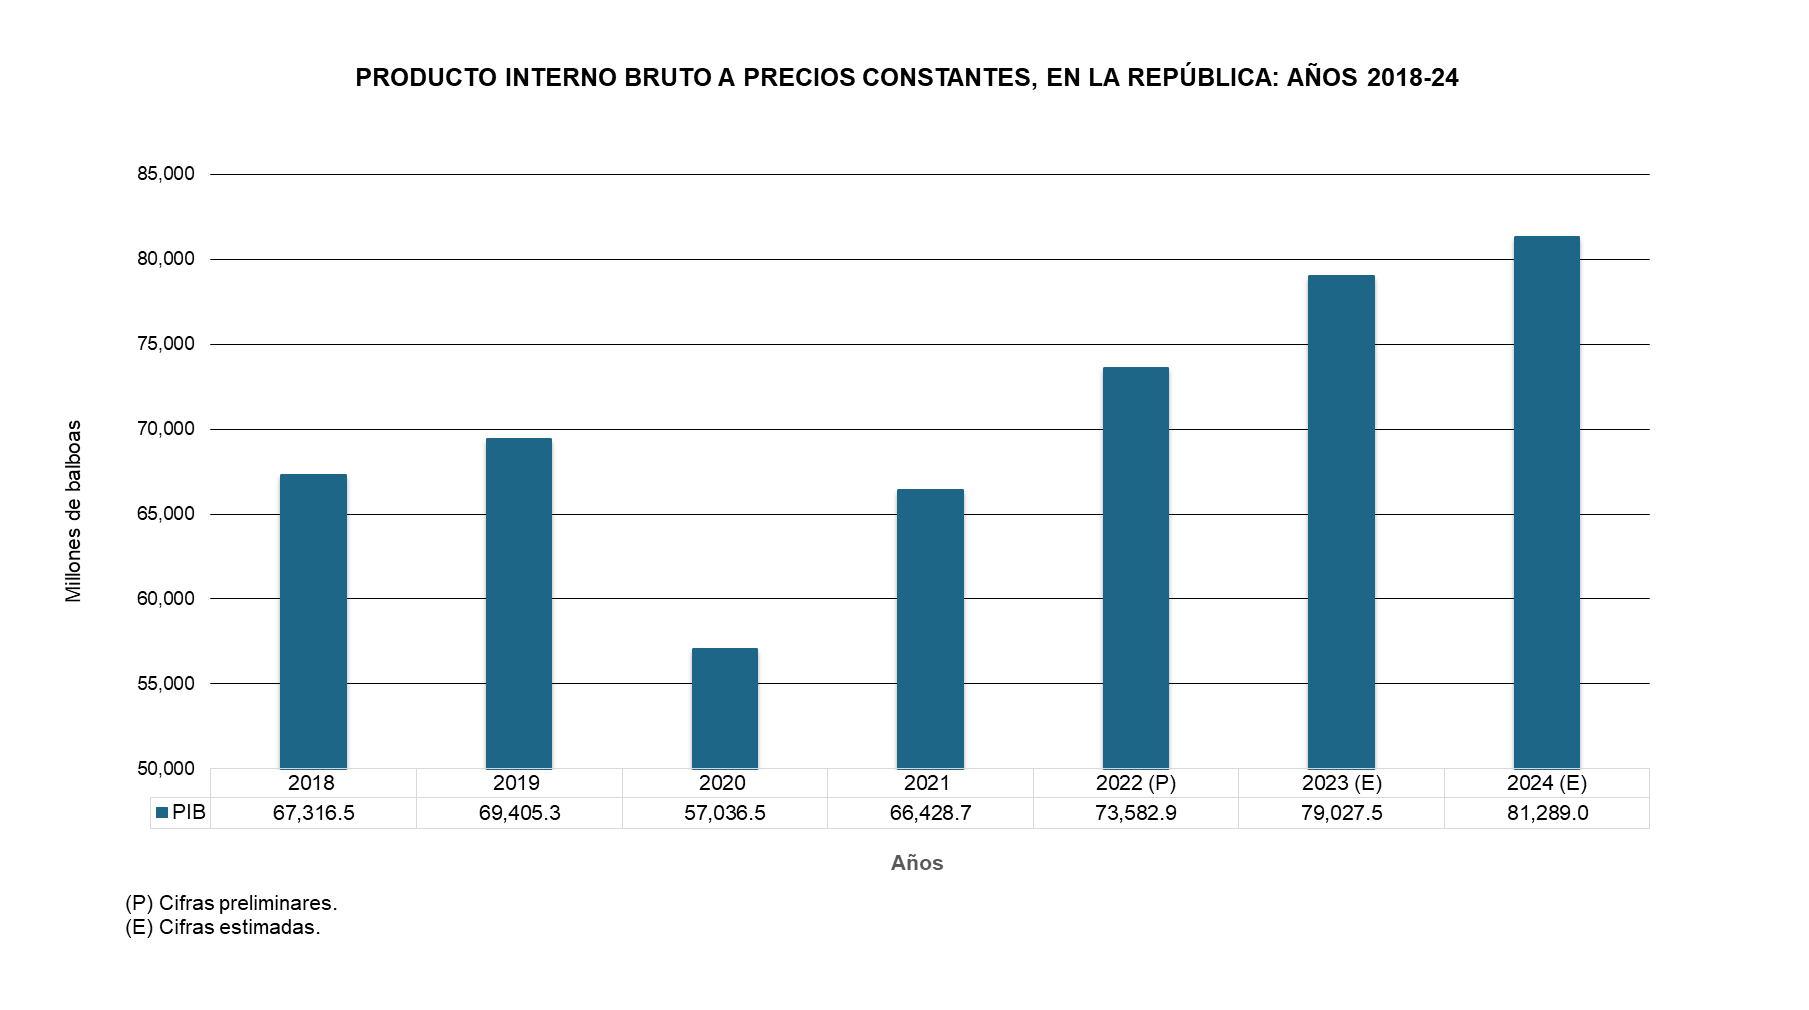 PRODUCTO INTERNO BRUTO A PRECIOS CONSTANTES, EN LA REPÚBLICA: AÑOS 2018-24
Millones de balboas
85,000
80,000
75,000
70,000
65,000
60,000
55,000
50,000
2018 2019 2020 2021 2022 (P) 2023 (E) 2024 (E)
PIB 67,316.5 69,405.3 57,036.5 66,428.7 73,582.9 79,027.5 81,289.0
Años
(P) Cifras preliminares.
(E) Cifras estimadas.